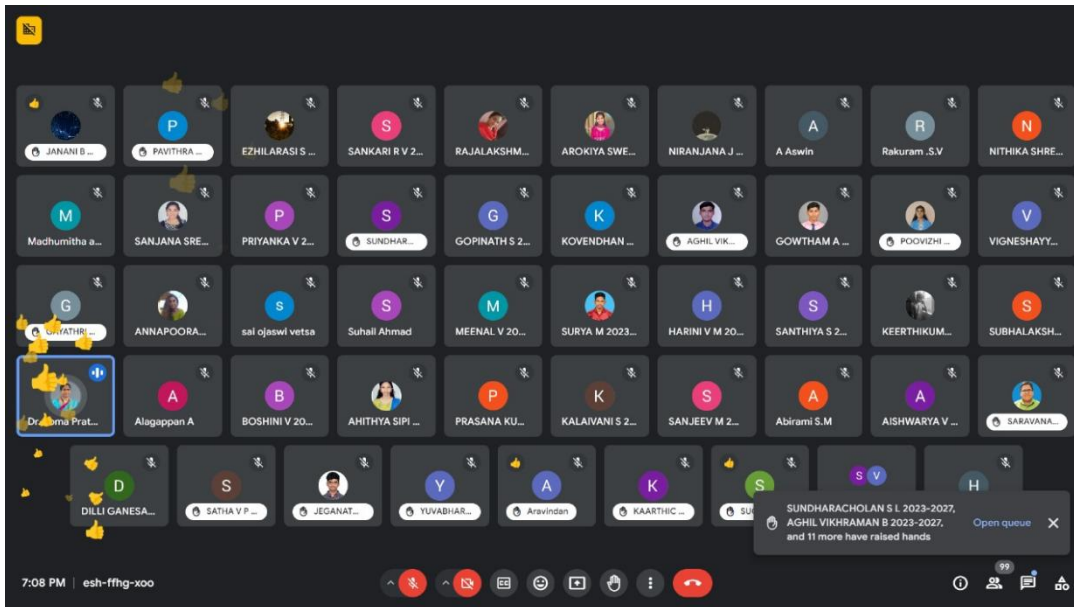 JANANI B ...
P
PAVITHRA ...
EZHILARASI S ...
S
SANKARI R V 2...
RAJALAKSHM...
AROKIYA SWE...
NIRANJANA J ...
A
A Aswin
R
Rakuram .S.V
N
NITHIKA SHRE...
M
Madhumitha a...
SANJANA SRE...
P
PRIYANKA V 2...
S
SUNDHAR...
G
GOPINATH S 2...
K
KOVENDHAN ...
AGHIL VIK...
GOWTHAM A ...
POOVIZHI ...
V
VIGNESHAYY...
G
GAYATHRI ...
ANNAPOORA...
s
sai ojaswi vetsa
S
Suhail Ahmad
M
MEENAL V 20...
SURYA M 2023...
H
HARINI V M 20...
S
SANTHIYA S 2...
KEERTHIKUM...
S
SUBHALAKSH...
Prat...
A
Alagappan A
B
BOSHINI V 20...
AHITHYA SIPI ...
P
PRASANA KU...
K
KALAIVANI S 2...
S
SANJEEV M 2...
A
Abirami S.M
A
AISHWARYA V ...
SARAVANA...
D
DILLI GANESA...
S
SATHA V P ...
JEGANAT...
Y
YUVABHAR...
A
Aravindan
K
KAARTHIC ...
S
S V
H
SUNDHARACHOLAN S L 2023-2027,
AGHIL VIKHRAMAN B 2023-2027,
and 11 more have raised hands
Open queue
7:08 PM | esh-ffhg-xoo
CC
99